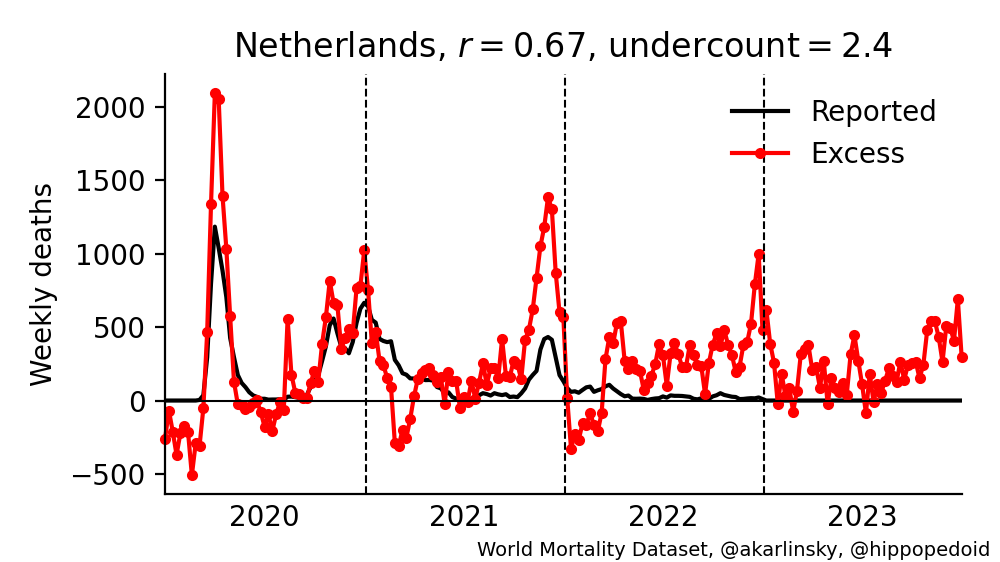 Netherlands, r = 0.67, undercount = 2.4
Weekly deaths
2000
1500
1000
500
0
−500
Reported
Excess
2020
2021
2022
2023
World Mortality Dataset, @akarlinsky, @hippopedoid